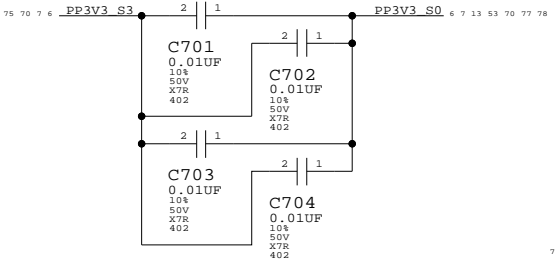 75 70 7 6 PP3V3_S3
2 1
PP3V3_S0 6 7 13 53 70 77 78
C701
0.01UF
10%
50V
X7R
402
2 1
C702
0.01UF
10%
50V
X7R
402
2 1
C703
0.01UF
10%
50V
X7R
402
2 1
C704
0.01UF
10%
50V
X7R
402
7